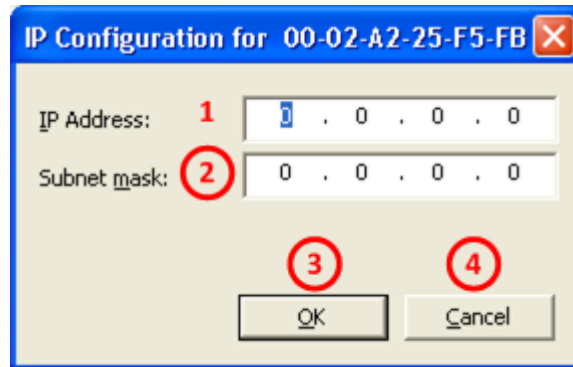 IP Configuration for 00-02-A2-25-F5-FB
IP Address: 1 0 . 0 . 0 . 0
Subnet mask: 2 0 . 0 . 0 . 0
3 4
OK Cancel